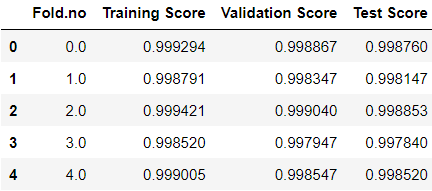 Fold.no Training Score Validation Score Test Score
0 0.0 0.999294 0.998867 0.998760
1 1.0 0.998791 0.998347 0.998147
2 2.0 0.999421 0.999040 0.998853
3 3.0 0.998520 0.997947 0.997840
4 4.0 0.999005 0.998547 0.998520